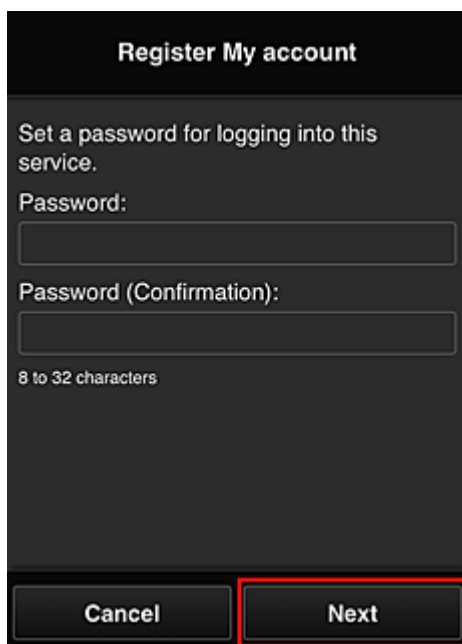 Register My account
Set a password for logging into this
service.
Password:
Password (Confirmation):
8 to 32 characters
Cancel
Next